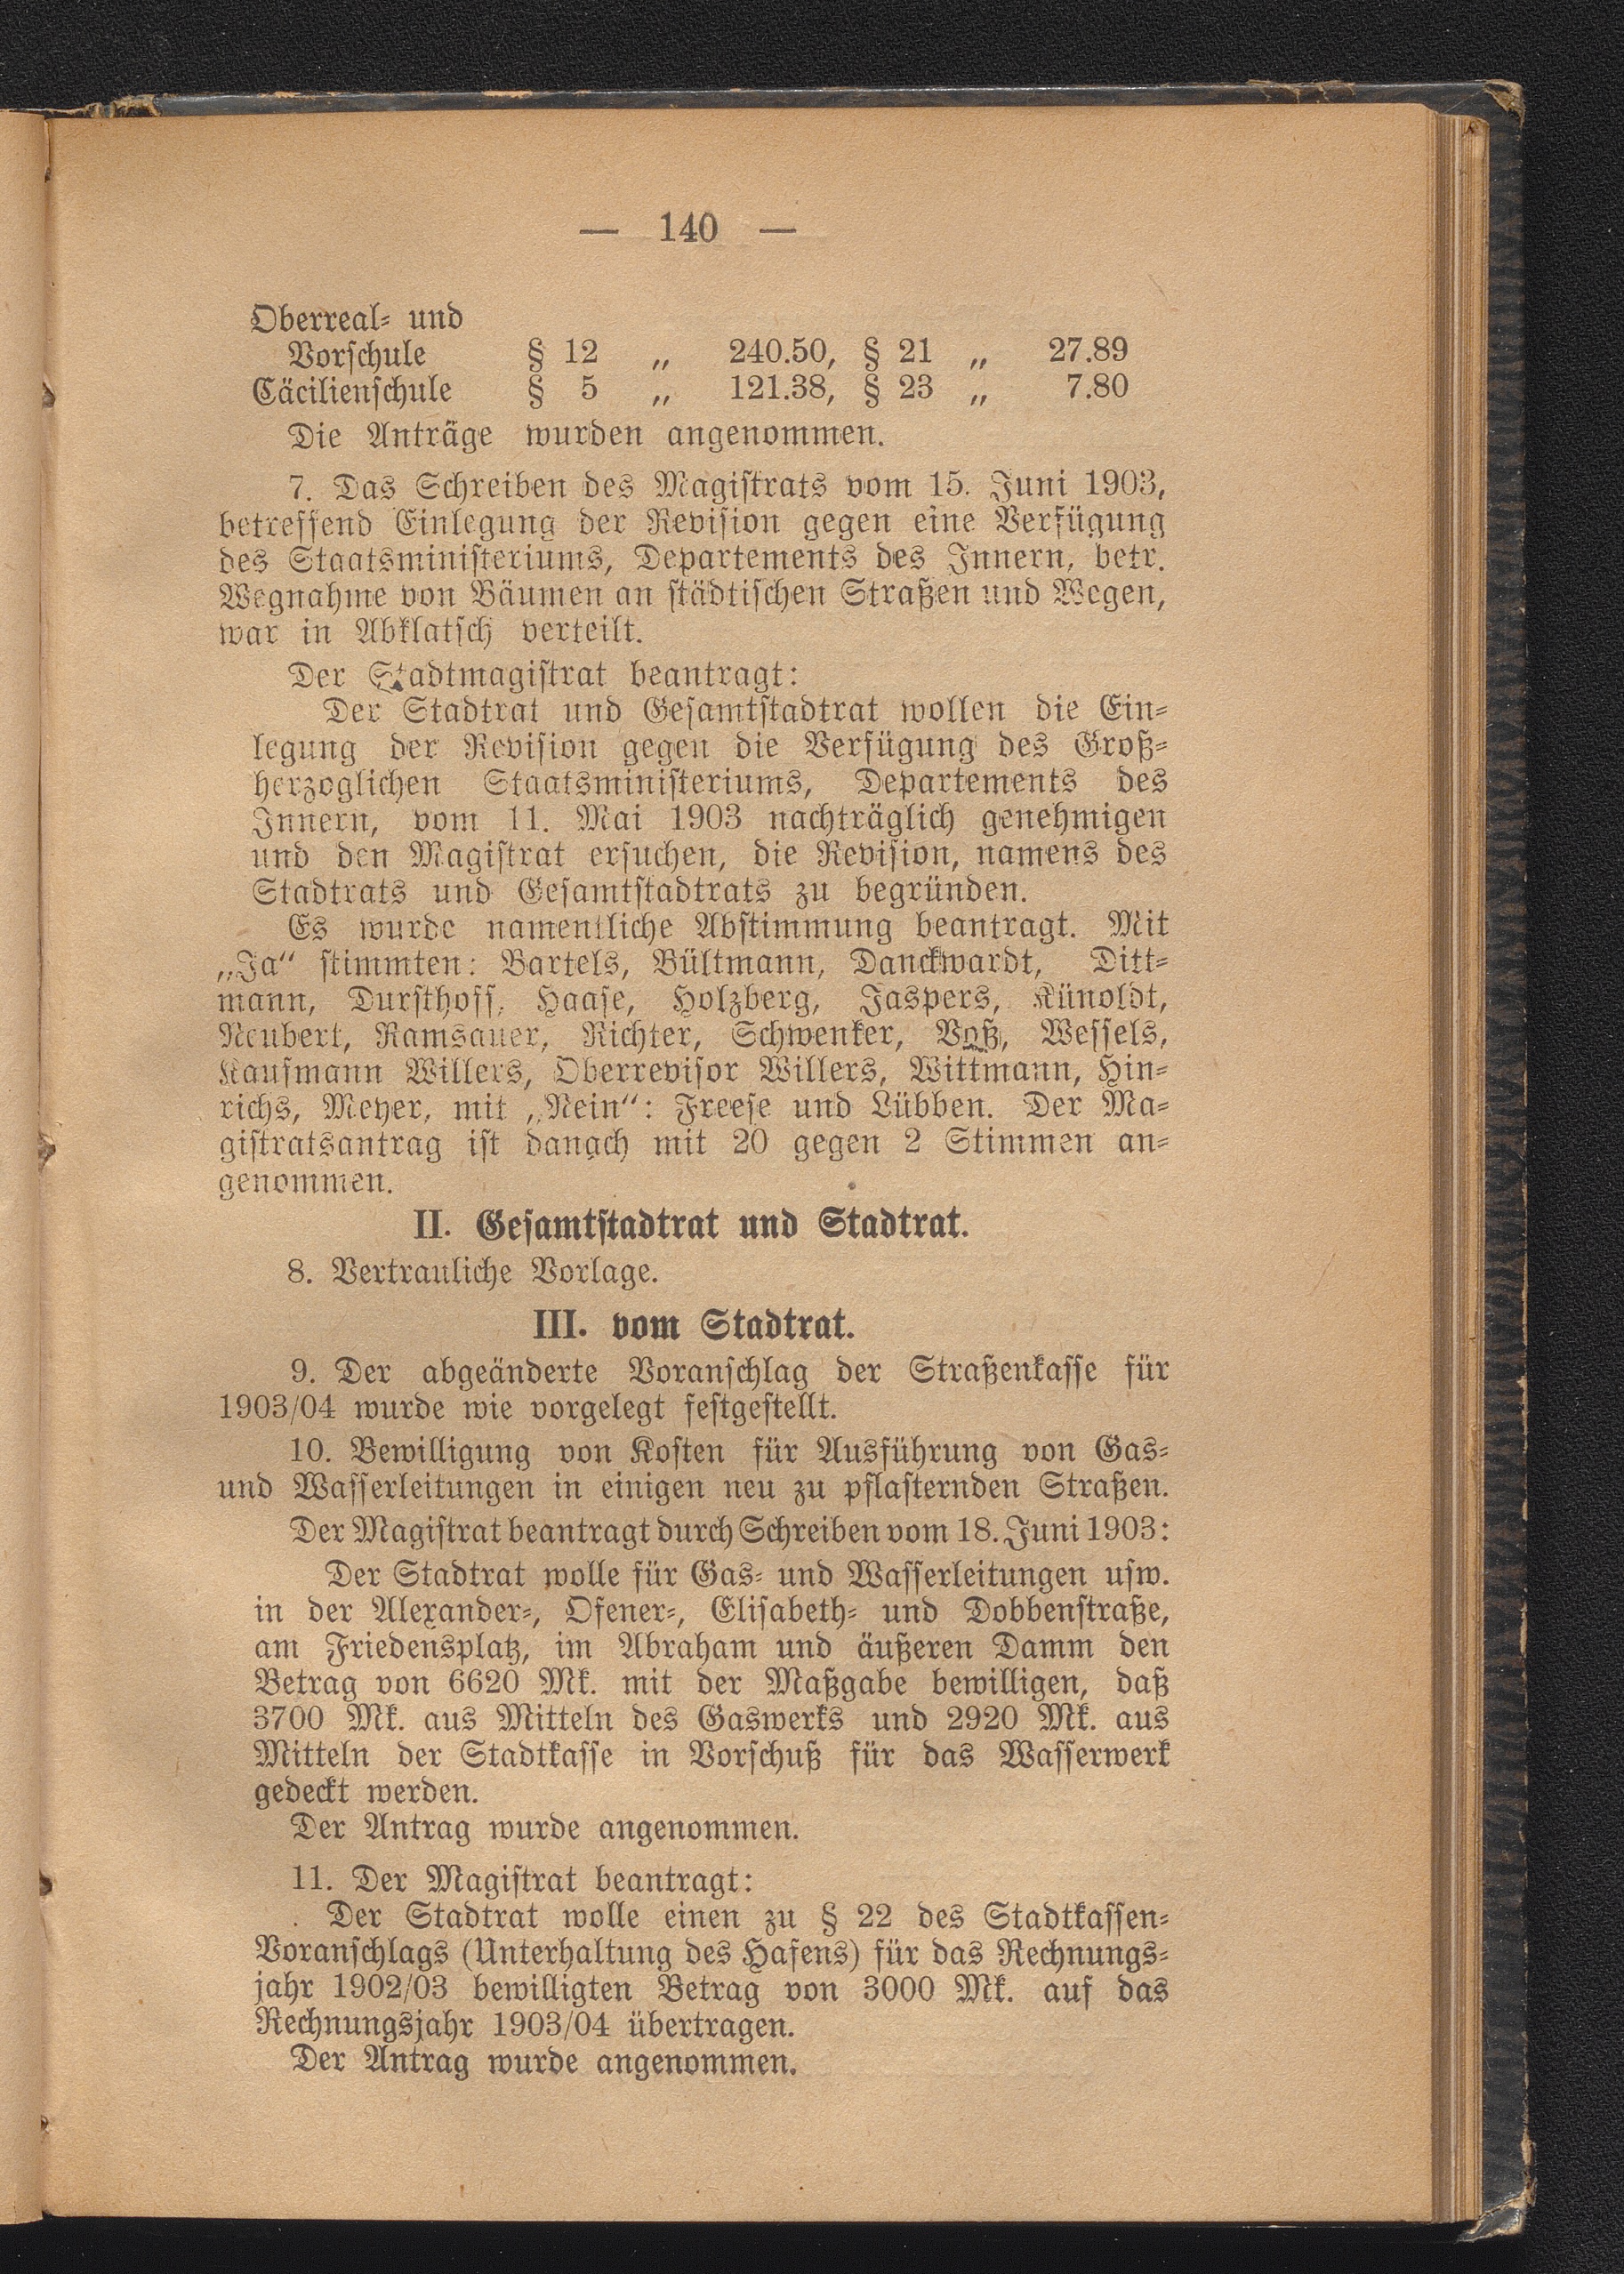 — 140 —
Oberreal- und
Vorschule § 12 „ 240.50, § 21 „ 27.89
Cäcilienschule § 5 „ 121.38, § 23 „ 7.80
Die Anträge wurden angenommen.
7. Das Schreiben des Magistrats vom 15. Juni 1903,
betreffend Einlegung der Revision gegen eine Verfügung
des Staatsministeriums, Departements des Innern, betr.
Wegnahme von Bäumen an städtischen Straßen und Wegen,
war in Abklatsch verteilt.
Der Stadtmagistrat beantragt:
Der Stadtrat und Gesamtstadtrat wollen die Ein-
legung der Revision gegen die Verfügung des Groß-
herzoglichen Staatsministeriums, Departements des
Innern, vom 11. Mai 1903 nachträglich genehmigen
und den Magistrat ersuchen, die Revision, namens des
Stadtrats und Gesamtstadtrats zu begründen.
Es wurde namentliche Abstimmung beantragt. Mit
„Ja“ stimmten: Bartels, Bültmann, Danckwardt, Ditt-
mann, Dursthoff, Haase, Holzberg, Jaspers, Künoldt,
Neubert, Ramsauer, Richter, Schwenker, Voß, Wessels,
Kaufmann Willers, Oberrevisor Willers, Wittmann, Hin-
richs, Meyer, mit „Nein“: Freese und Lübben. Der Ma-
gistratsantrag ist danach mit 20 gegen 2 Stimmen an-
genommen.
II. Gesamtstadtrat und Stadtrat.
8. Vertrauliche Vorlage.
III. vom Stadtrat.
9. Der abgeänderte Voranschlag der Straßenkasse für
1903/04 wurde wie vorgelegt festgestellt.
10. Bewilligung von Kosten für Ausführung von Gas-
und Wasserleitungen in einigen neu zu pflasternden Straßen.
Der Magistrat beantragt durch Schreiben vom 18. Juni 1903:
Der Stadtrat wolle für Gas- und Wasserleitungen usw.
in der Alexander-, Ofener-, Elisabeth- und Dobbenstraße,
am Friedensplatz, im Abraham und äußeren Damm den
Betrag von 6620 Mk. mit der Maßgabe bewilligen, daß
3700 Mk. aus Mitteln des Gaswerks und 2920 Mk. aus
Mitteln der Stadtkasse in Vorschuß für das Wasserwerk
gedeckt werden.
Der Antrag wurde angenommen.
11. Der Magistrat beantragt:
Der Stadtrat wolle einen zu § 22 des Stadtkassen-
Voranschlags (Unterhaltung des Hafens) für das Rechnungs-
jahr 1902/03 bewilligten Betrag von 3000 Mk. auf das
Rechnungsjahr 1903/04 übertragen.
Der Antrag wurde angenommen.